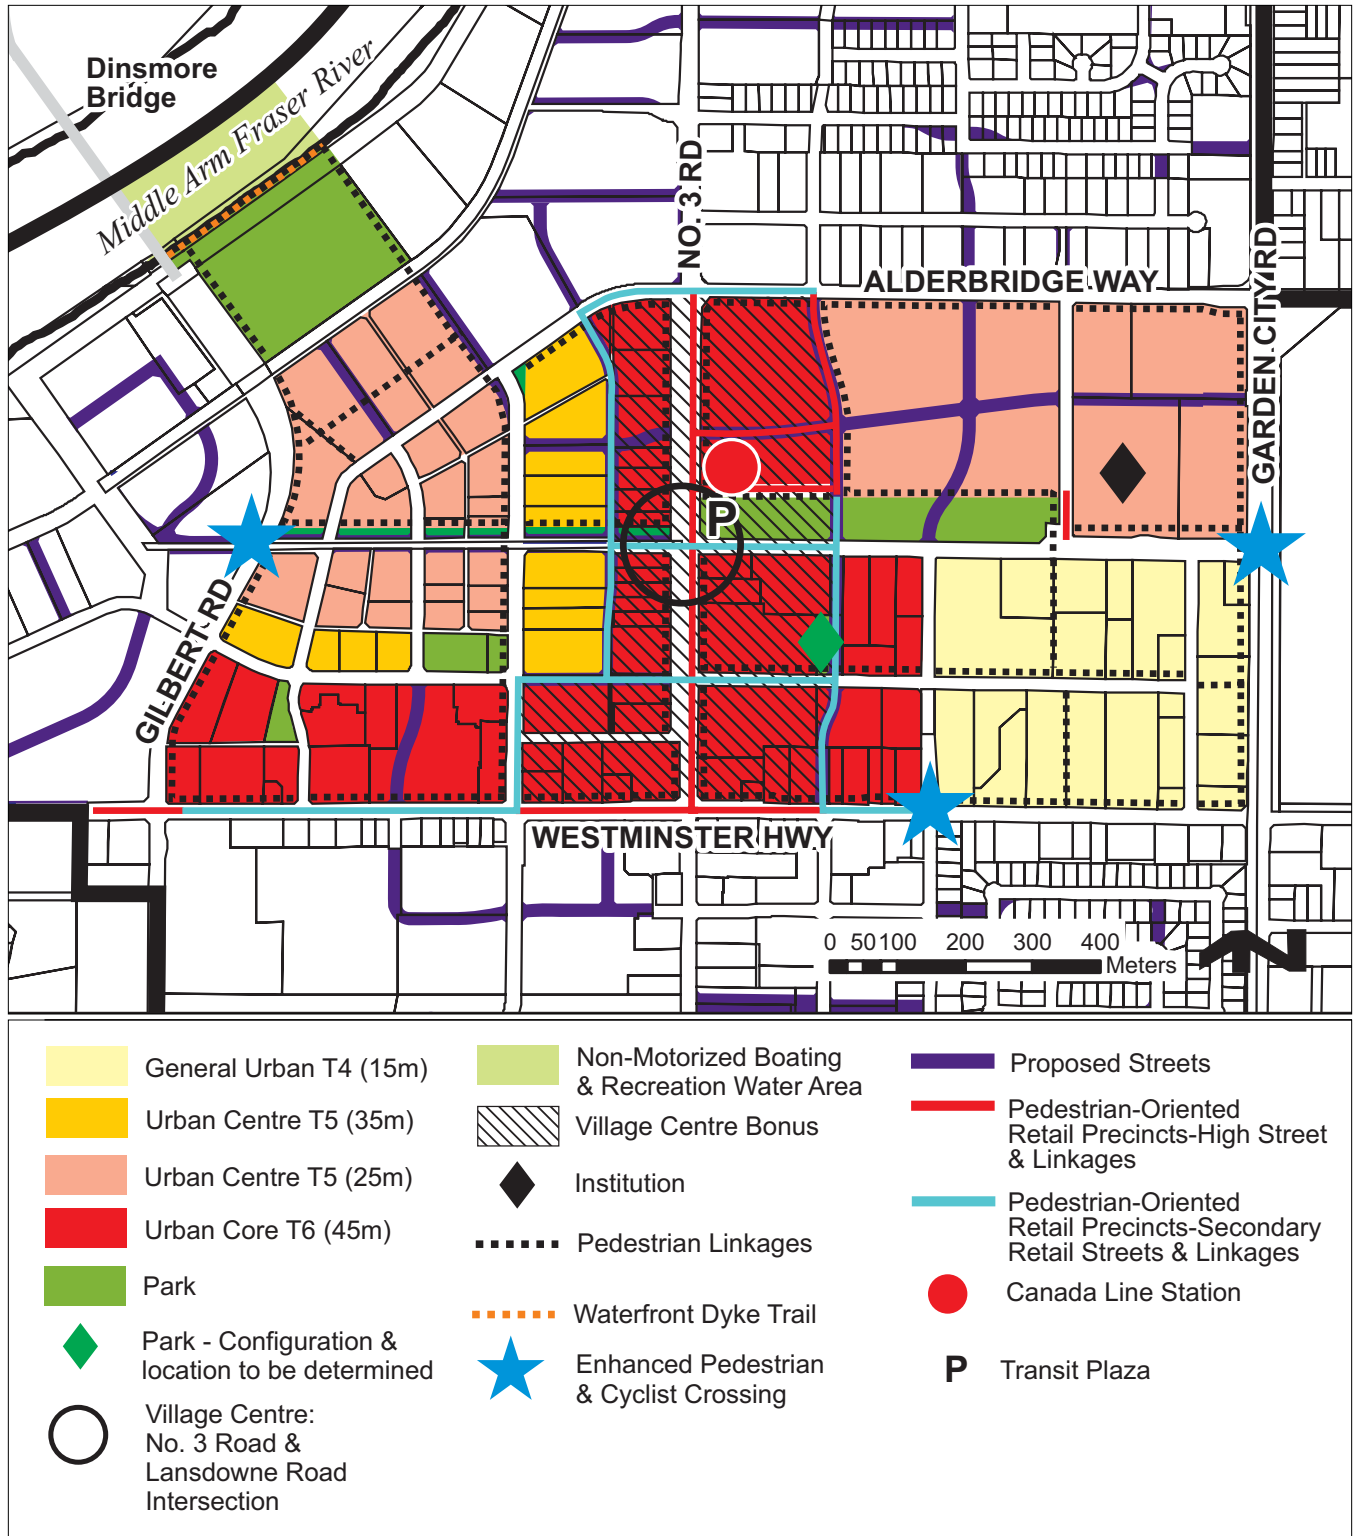 Dinsmore
Bridge
Middle Arm Fraser River
NO. 3 RD
ALDERBRIDGE WAY
GARDEN CITY RD
P
GILBERT RD
WESTMINSTER HWY
0 50 100 200 300 400
Meters
N
General Urban T4 (15m)
Urban Centre T5 (35m)
Urban Centre T5 (25m)
Urban Core T6 (45m)
Park
Park - Configuration &
location to be determined
Village Centre:
No. 3 Road &
Lansdowne Road
Intersection
Non-Motorized Boating
& Recreation Water Area
Village Centre Bonus
Institution
Pedestrian Linkages
Waterfront Dyke Trail
Enhanced Pedestrian
& Cyclist Crossing
Proposed Streets
Pedestrian-Oriented
Retail Precincts-High Street
& Linkages
Pedestrian-Oriented
Retail Precincts-Secondary
Retail Streets & Linkages
Canada Line Station
P Transit Plaza